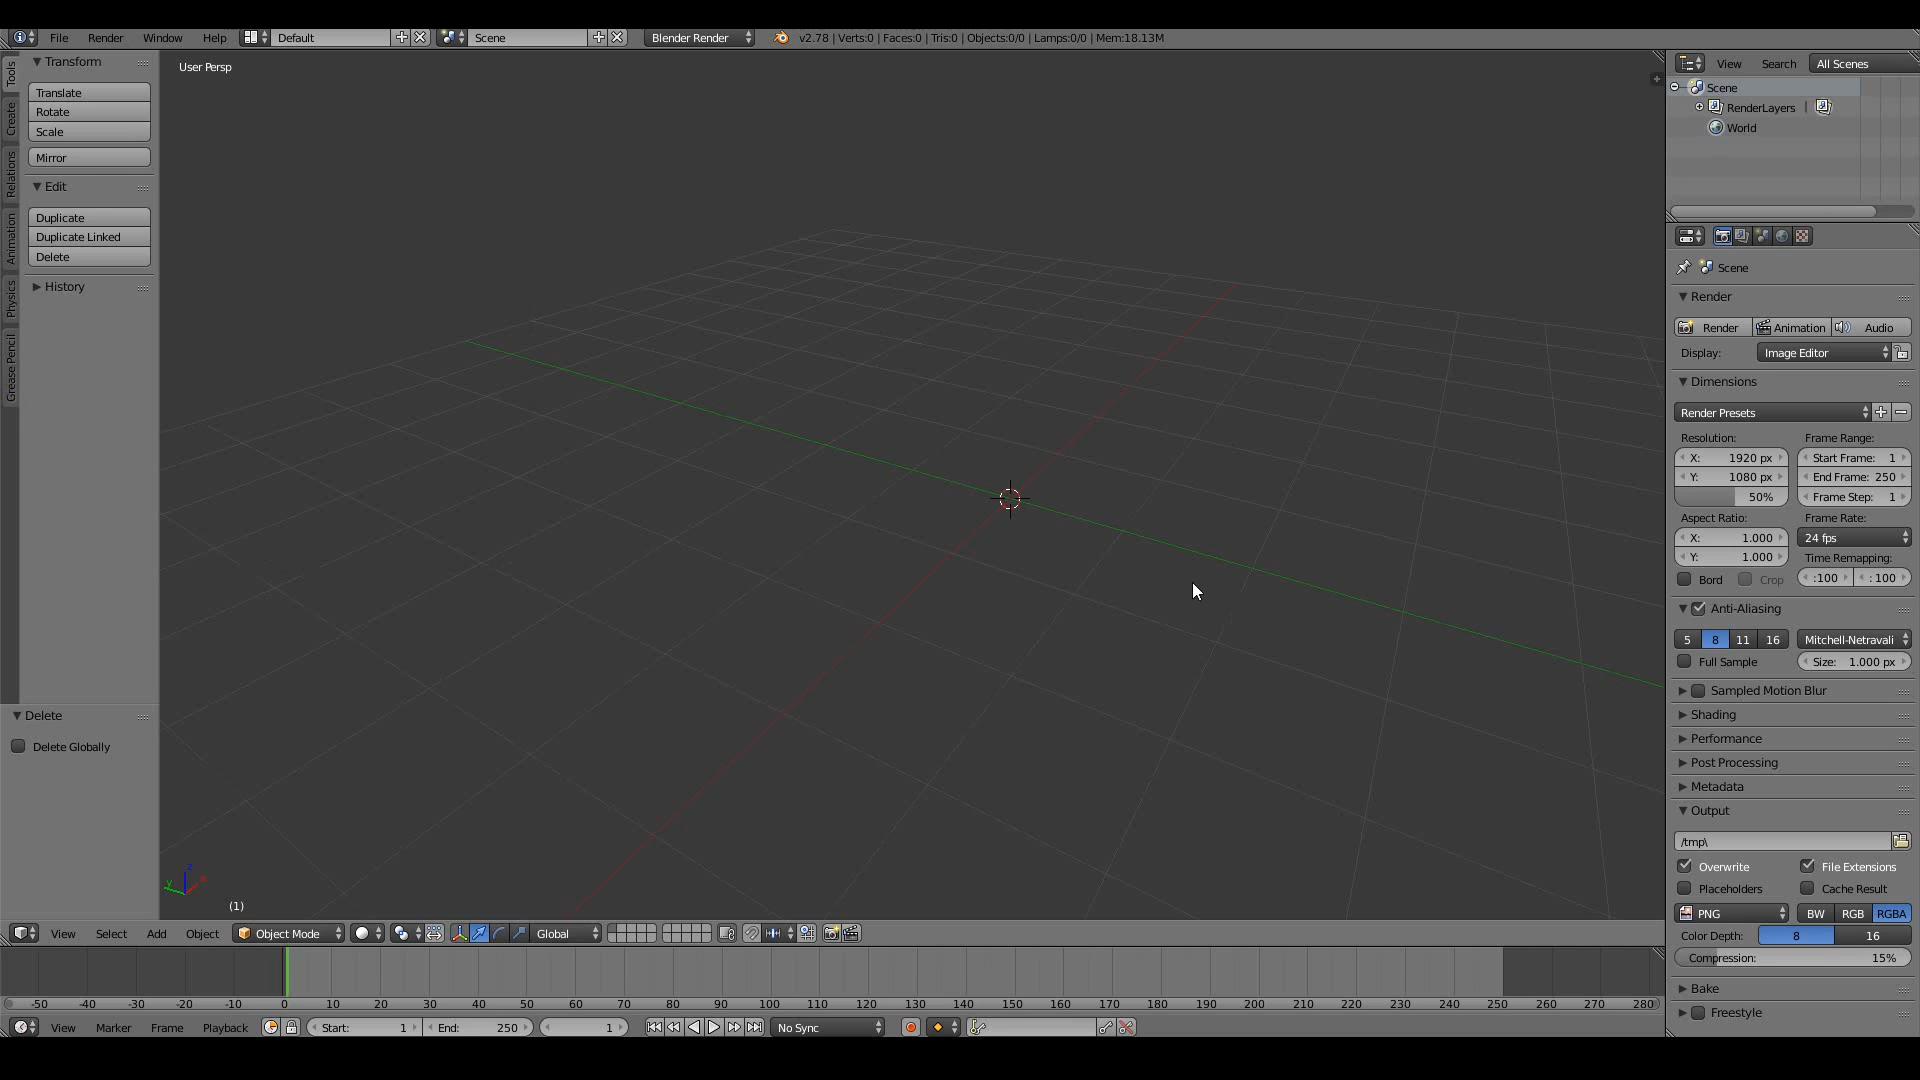 File Render Window Help Default Scene Blender Render v2.78 | Verts:0 | Faces:0 | Tris:0 | Objects:0/0 | Lamps:0/0 | Mem:18.13M
Tools
Create
Relations
Animation
Physics
Grease Pencil
Transform
Translate
Rotate
Scale
Mirror
Edit
Duplicate
Duplicate Linked
Delete
History
Delete
Delete Globally
User Persp
z
y
x
(1)
View Select Add Object Object Mode Global
-50 -40 -30 -20 -10 0 10 20 30 40 50 60 70 80 90 100 110 120 130 140 150 160 170 180 190 200 210 220 230 240 250 260 270 280
View Marker Frame Playback Start: 1 End: 250 1 No Sync
View Search All Scenes
Scene
RenderLayers |
World
Scene
Render
Render Animation Audio
Display: Image Editor
Dimensions
Render Presets
Resolution: Frame Range:
X: 1920 px Start Frame: 1
Y: 1080 px End Frame: 250
50% Frame Step: 1
Aspect Ratio: Frame Rate:
X: 1.000 24 fps
Y: 1.000 Time Remapping:
Bord Crop :100 : 100
Anti-Aliasing
5 8 11 16 Mitchell-Netravali
Full Sample Size: 1.000 px
Sampled Motion Blur
Shading
Performance
Post Processing
Metadata
Output
/tmp\
Overwrite File Extensions
Placeholders Cache Result
PNG BW RGB RGBA
Color Depth: 8 16
Compression: 15%
Bake
Freestyle